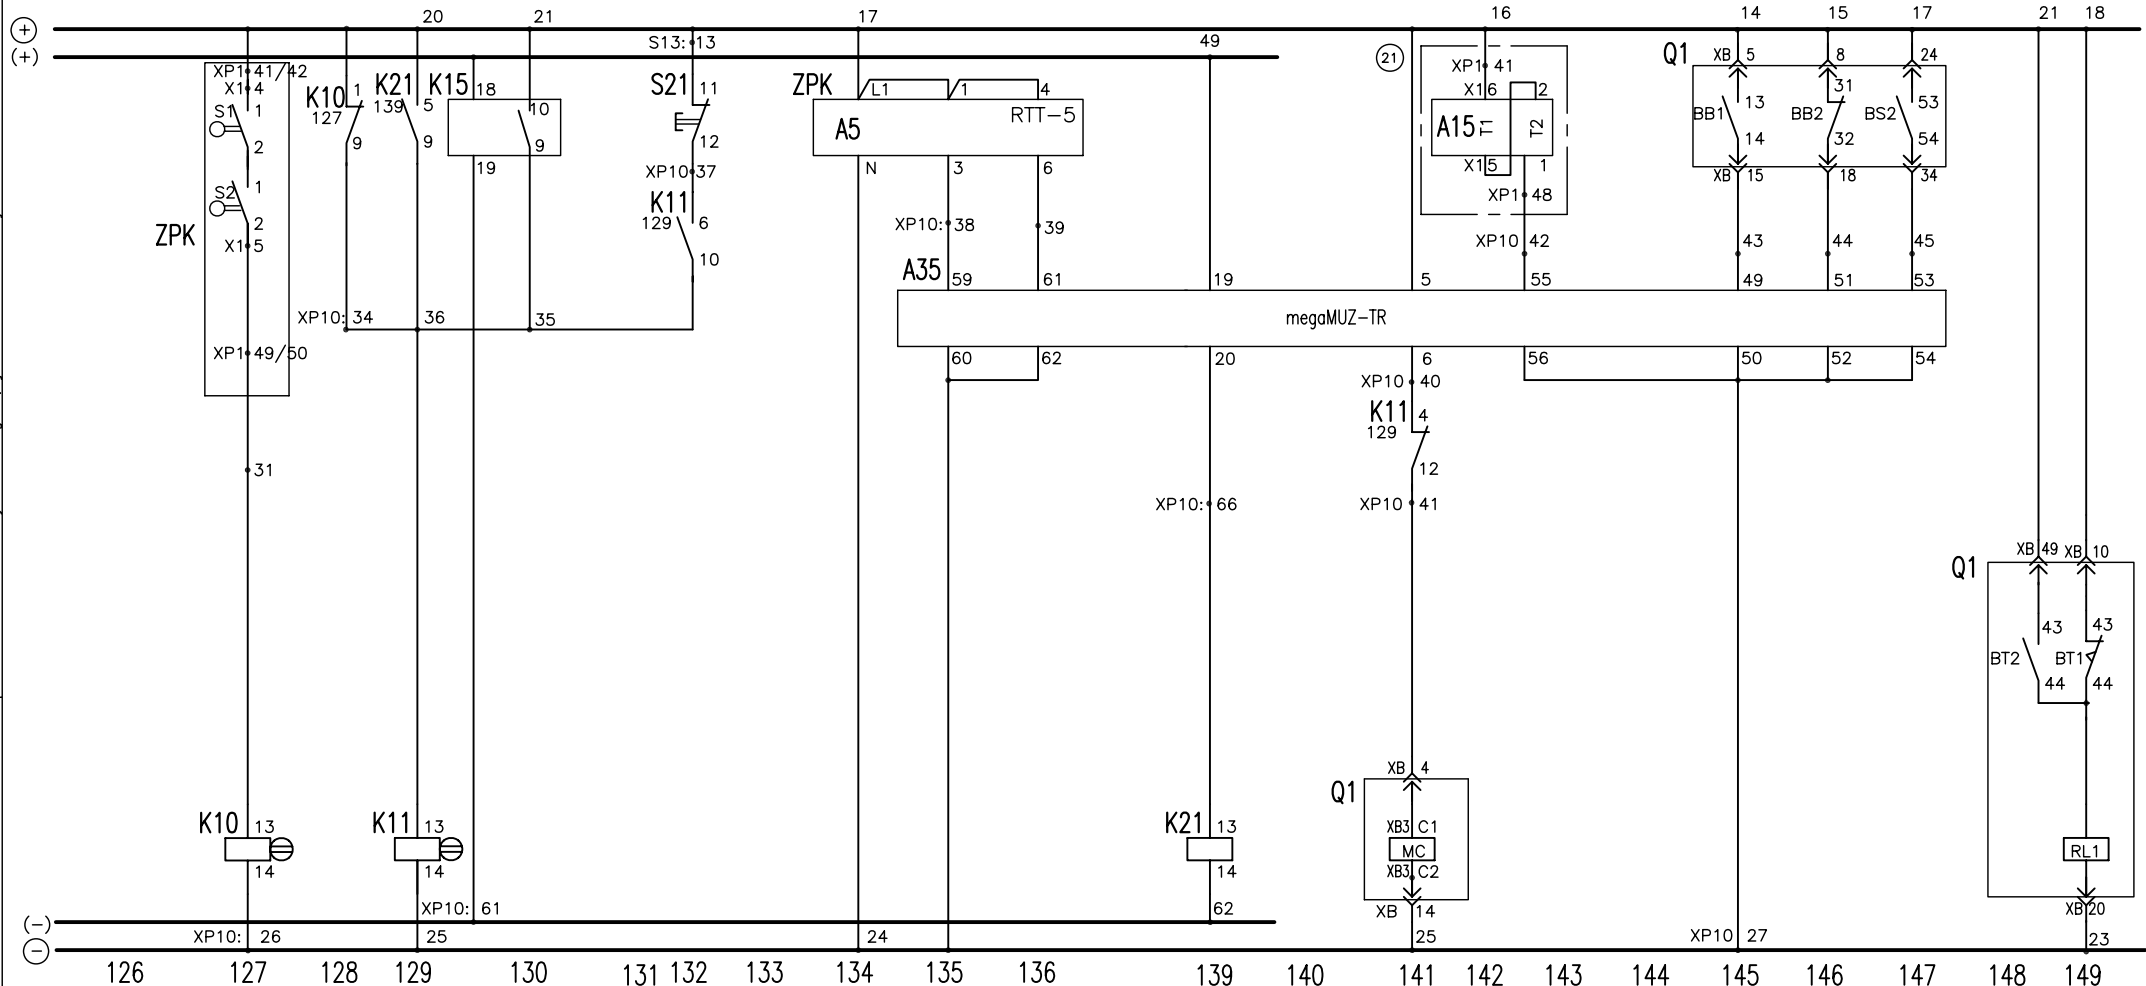 20 21 17 16 14 15 17 21 18
+
(+)
S13: 13 49 21
XP1 41/42
X1 4
S1 1
2
S2 1
2
ZPK
X1 5
XP1 49/50
31
K10 1
127
9
K21 5
139
9
K15 18 10
9
19
XP10: 34 36 35
S21 11
12
XP10 37
K11 6
129
10
ZPK L1 1 4
A5 RTT-5
N 3 6
XP10: 38 39
XP1 41
X1 6 2
A15 T1 T2
X1 5 1
XP1 48
XP10 42
Q1 XB 5 8 24
BB1 13
14
BB2 31
32
BS2 53
54
XB 15 18 34
43 44 45
A35 59 61 19 5 55 49 51 53
megaMUZ-TR
60 62 20 6 56 50 52 54
XP10 40
K11 4
129
12
XP10: 66 XP10 41
Q1 XB 49 XB 10
43 43
BT2 BT1
44 44
Q1 XB 4
K10 13
14
K11 13
14
K21 13
14
XB3 C1
MC
XB3 C2
XB 14
RL1
XB 20
(-) XP10: 61 62
- XP10: 26 25 24 25 XP10 27 23
126 127 128 129 130 131 132 133 134 135 136 139 140 141 142 143 144 145 146 147 148 149